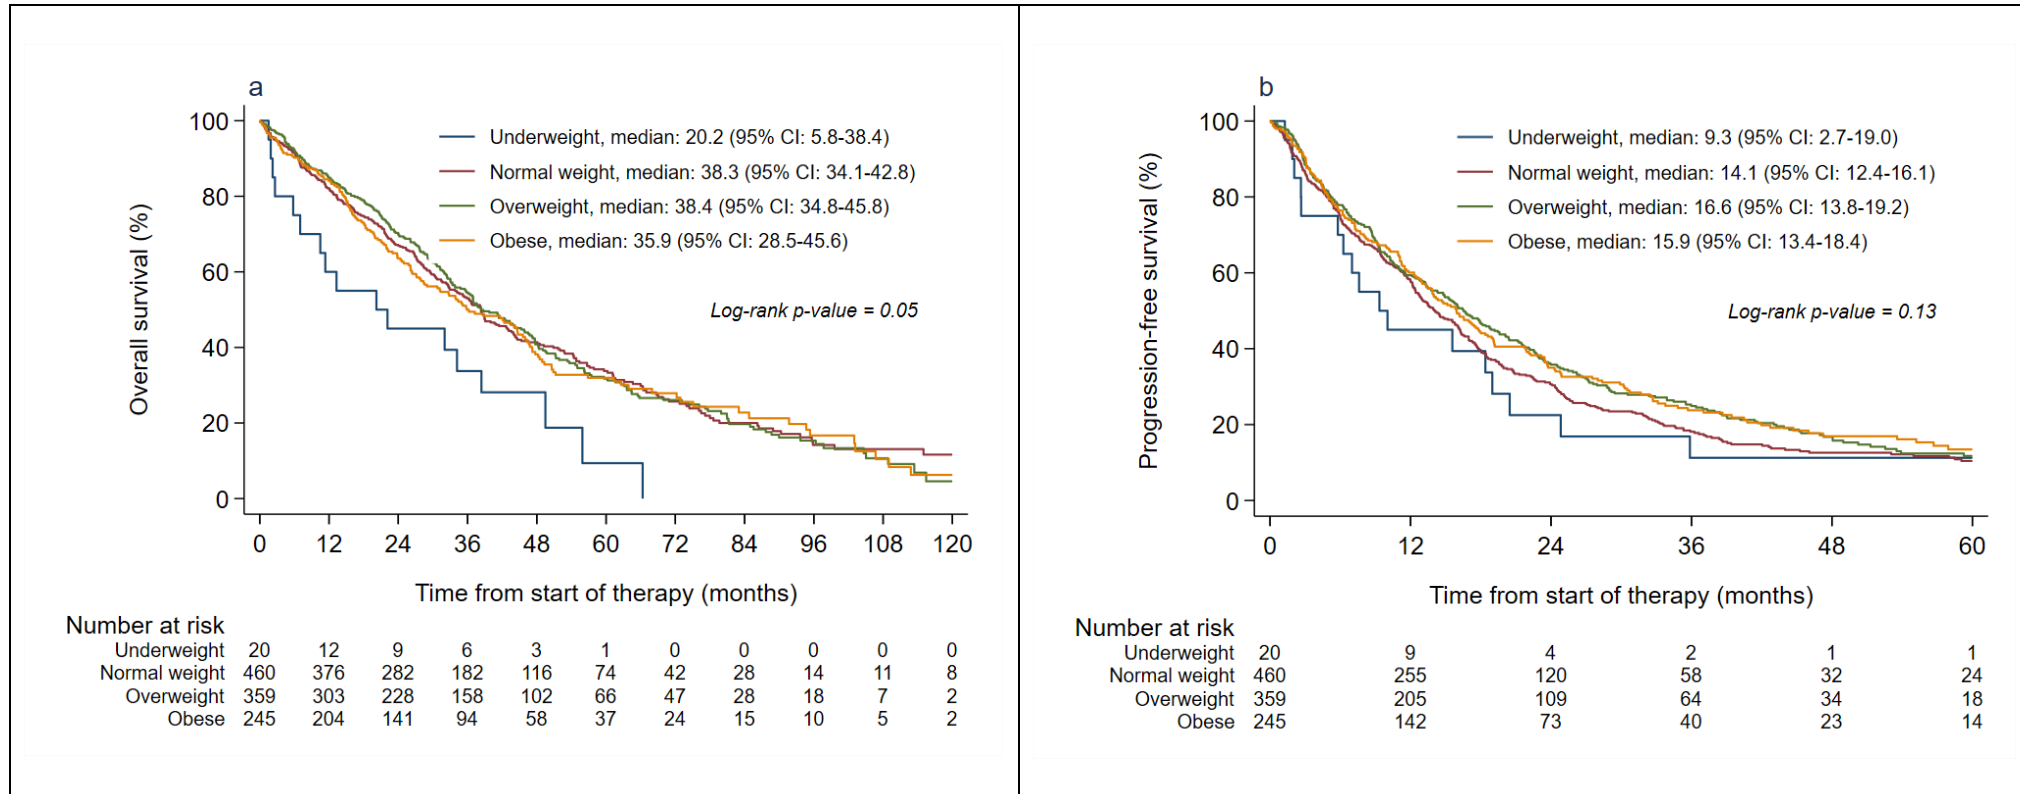 a
100
80
60
40
20
0
Overall survival (%)
Underweight, median: 20.2 (95% CI: 5.8-38.4)
Normal weight, median: 38.3 (95% CI: 34.1-42.8)
Overweight, median: 38.4 (95% CI: 34.8-45.8)
Obese, median: 35.9 (95% CI: 28.5-45.6)
Log-rank p-value = 0.05
0 12 24 36 48 60 72 84 96 108 120
Time from start of therapy (months)
Number at risk
Underweight 20 12 9 6 3 1 0 0 0 0 0
Normal weight 460 376 282 182 116 74 42 28 14 11 8
Overweight 359 303 228 158 102 66 47 28 18 7 2
Obese 245 204 141 94 58 37 24 15 10 5 2
b
100
80
60
40
20
0
Progression-free survival (%)
Underweight, median: 9.3 (95% CI: 2.7-19.0)
Normal weight, median: 14.1 (95% CI: 12.4-16.1)
Overweight, median: 16.6 (95% CI: 13.8-19.2)
Obese, median: 15.9 (95% CI: 13.4-18.4)
Log-rank p-value = 0.13
0 12 24 36 48 60
Time from start of therapy (months)
Number at risk
Underweight 20 9 4 2 1 1
Normal weight 460 255 120 58 32 24
Overweight 359 205 109 64 34 18
Obese 245 142 73 40 23 14